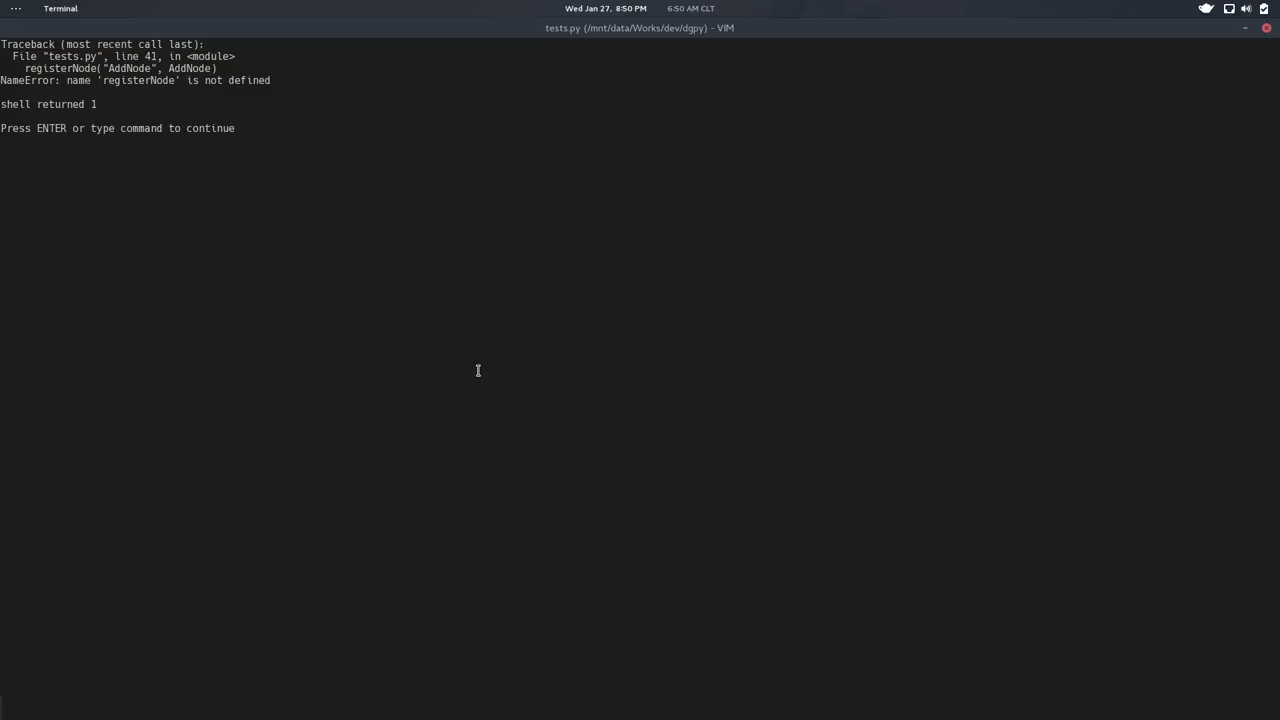 Terminal
Wed Jan 27, 8:50 PM
6:50 AM CLT
tests.py (/mnt/data/Works/dev/dgpy) - VIM
Traceback (most recent call last):
  File "tests.py", line 41, in <module>
    registerNode("AddNode", AddNode)
NameError: name 'registerNode' is not defined
shell returned 1
Press ENTER or type command to continue